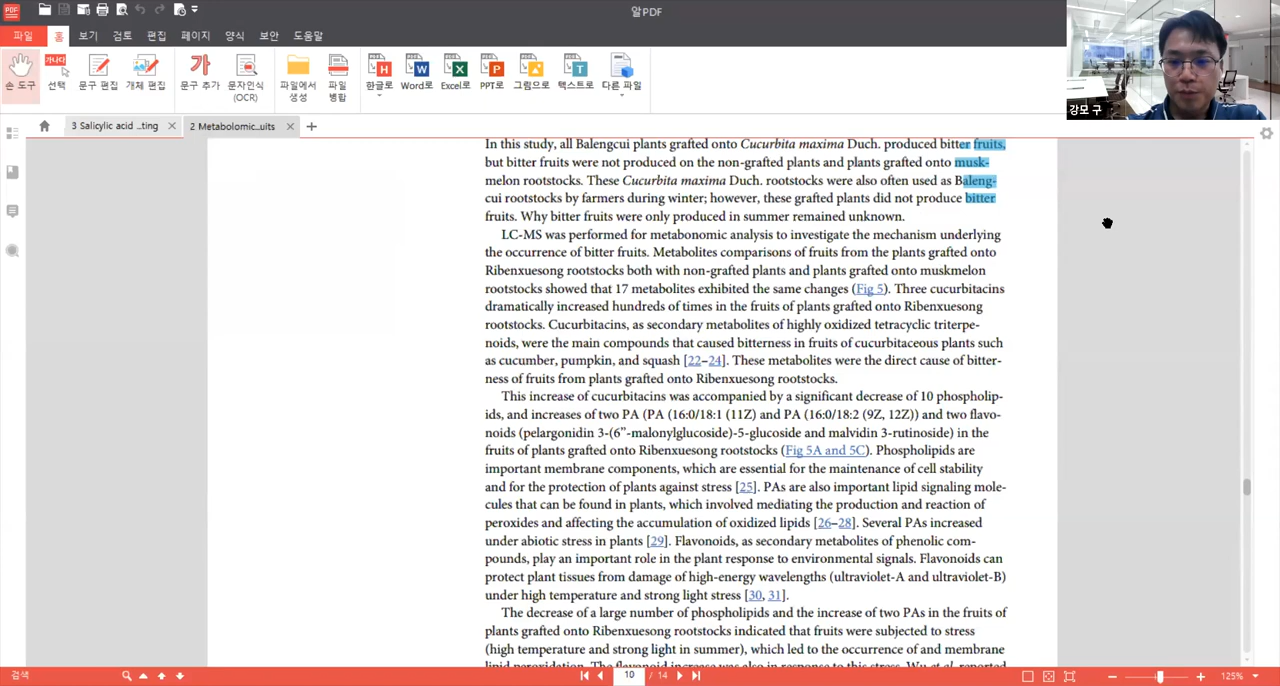 PDF
알PDF
파일
홈
보기
검토
편집
페이지
양식
보안
도움말
손 도구
가나다
선택
문구 편집
개체 편집
가
문구 추가
문자인식
(OCR)
파일에서
생성
파일
병합
H
한글로
W
Word로
X
Excel로
P
PPT로
그림으로
T
텍스트로
다른 파일
강모 구
3 Salicylic acid ...ting
2 Metabolomic...uits
In this study, all Balengcui plants grafted onto Cucurbita maxima Duch. produced bitter fruits,
but bitter fruits were not produced on the non-grafted plants and plants grafted onto musk-
melon rootstocks. These Cucurbita maxima Duch. rootstocks were also often used as Baleng-
cui rootstocks by farmers during winter; however, these grafted plants did not produce bitter
fruits. Why bitter fruits were only produced in summer remained unknown.
LC-MS was performed for metabonomic analysis to investigate the mechanism underlying
the occurrence of bitter fruits. Metabolites comparisons of fruits from the plants grafted onto
Ribenxuesong rootstocks both with non-grafted plants and plants grafted onto muskmelon
rootstocks showed that 17 metabolites exhibited the same changes (Fig 5). Three cucurbitacins
dramatically increased hundreds of times in the fruits of plants grafted onto Ribenxuesong
rootstocks. Cucurbitacins, as secondary metabolites of highly oxidized tetracyclic triterpe-
noids, were the main compounds that caused bitterness in fruits of cucurbitaceous plants such
as cucumber, pumpkin, and squash [22–24]. These metabolites were the direct cause of bitter-
ness of fruits from plants grafted onto Ribenxuesong rootstocks.
This increase of cucurbitacins was accompanied by a significant decrease of 10 phospholip-
ids, and increases of two PA (PA (16:0/18:1 (11Z) and PA (16:0/18:2 (9Z, 12Z)) and two flavo-
noids (pelargonidin 3-(6”-malonylglucoside)-5-glucoside and malvidin 3-rutinoside) in the
fruits of plants grafted onto Ribenxuesong rootstocks (Fig 5A and 5C). Phospholipids are
important membrane components, which are essential for the maintenance of cell stability
and for the protection of plants against stress [25]. PAs are also important lipid signaling mole-
cules that can be found in plants, which involved mediating the production and reaction of
peroxides and affecting the accumulation of oxidized lipids [26–28]. Several PAs increased
under abiotic stress in plants [29]. Flavonoids, as secondary metabolites of phenolic com-
pounds, play an important role in the plant response to environmental signals. Flavonoids can
protect plant tissues from damage of high-energy wavelengths (ultraviolet-A and ultraviolet-B)
under high temperature and strong light stress [30, 31].
The decrease of a large number of phospholipids and the increase of two PAs in the fruits of
plants grafted onto Ribenxuesong rootstocks indicated that fruits were subjected to stress
(high temperature and strong light in summer), which led to the occurrence of and membrane
lipid peroxidation. The flavonoid increase was also in response to this stress. Wu et al. reported
검색
10 / 14
125%